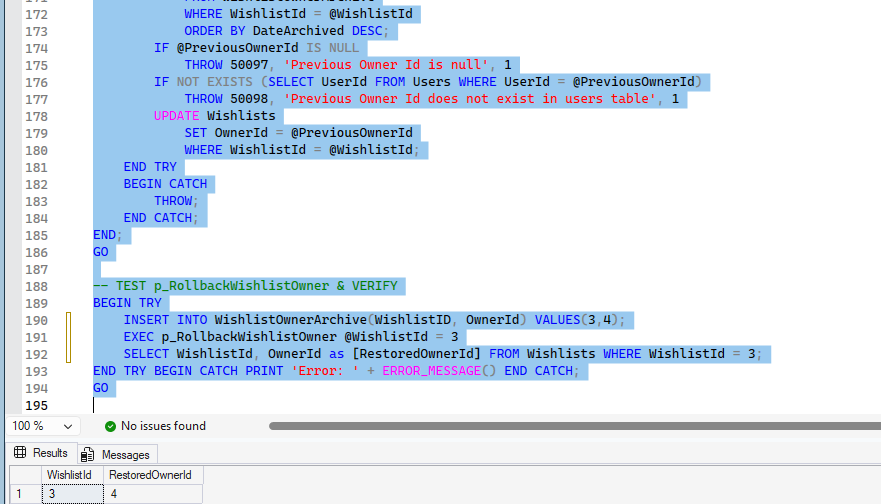 172 WHERE WishlistId = @WishlistId
173 ORDER BY DateArchived DESC;
174 IF @PreviousOwnerId IS NULL
175 THROW 50097, 'Previous Owner Id is null', 1
176 IF NOT EXISTS (SELECT UserId FROM Users WHERE UserId = @PreviousOwnerId)
177 THROW 50098, 'Previous Owner Id does not exist in users table', 1
178 UPDATE Wishlists
179 SET OwnerId = @PreviousOwnerId
180 WHERE WishlistId = @WishlistId;
181 END TRY
182 BEGIN CATCH
183 THROW;
184 END CATCH;
185 END;
186 GO
187
188 -- TEST p_RollbackWishlistOwner & VERIFY
189 BEGIN TRY
190 INSERT INTO WishlistOwnerArchive(WishlistID, OwnerId) VALUES(3,4);
191 EXEC p_RollbackWishlistOwner @WishlistId = 3
192 SELECT WishlistId, OwnerId as [RestoredOwnerId] FROM Wishlists WHERE WishlistId = 3;
193 END TRY BEGIN CATCH PRINT 'Error: ' + ERROR_MESSAGE() END CATCH;
194 GO
195
100 % No issues found
Results Messages
WishlistId RestoredOwnerId
1 3 4